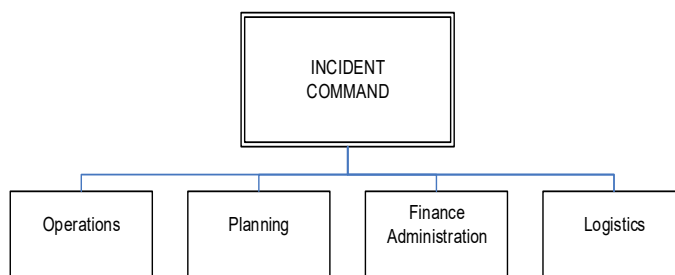 INCIDENT
COMMAND
Operations
Planning
Finance
Administration
Logistics